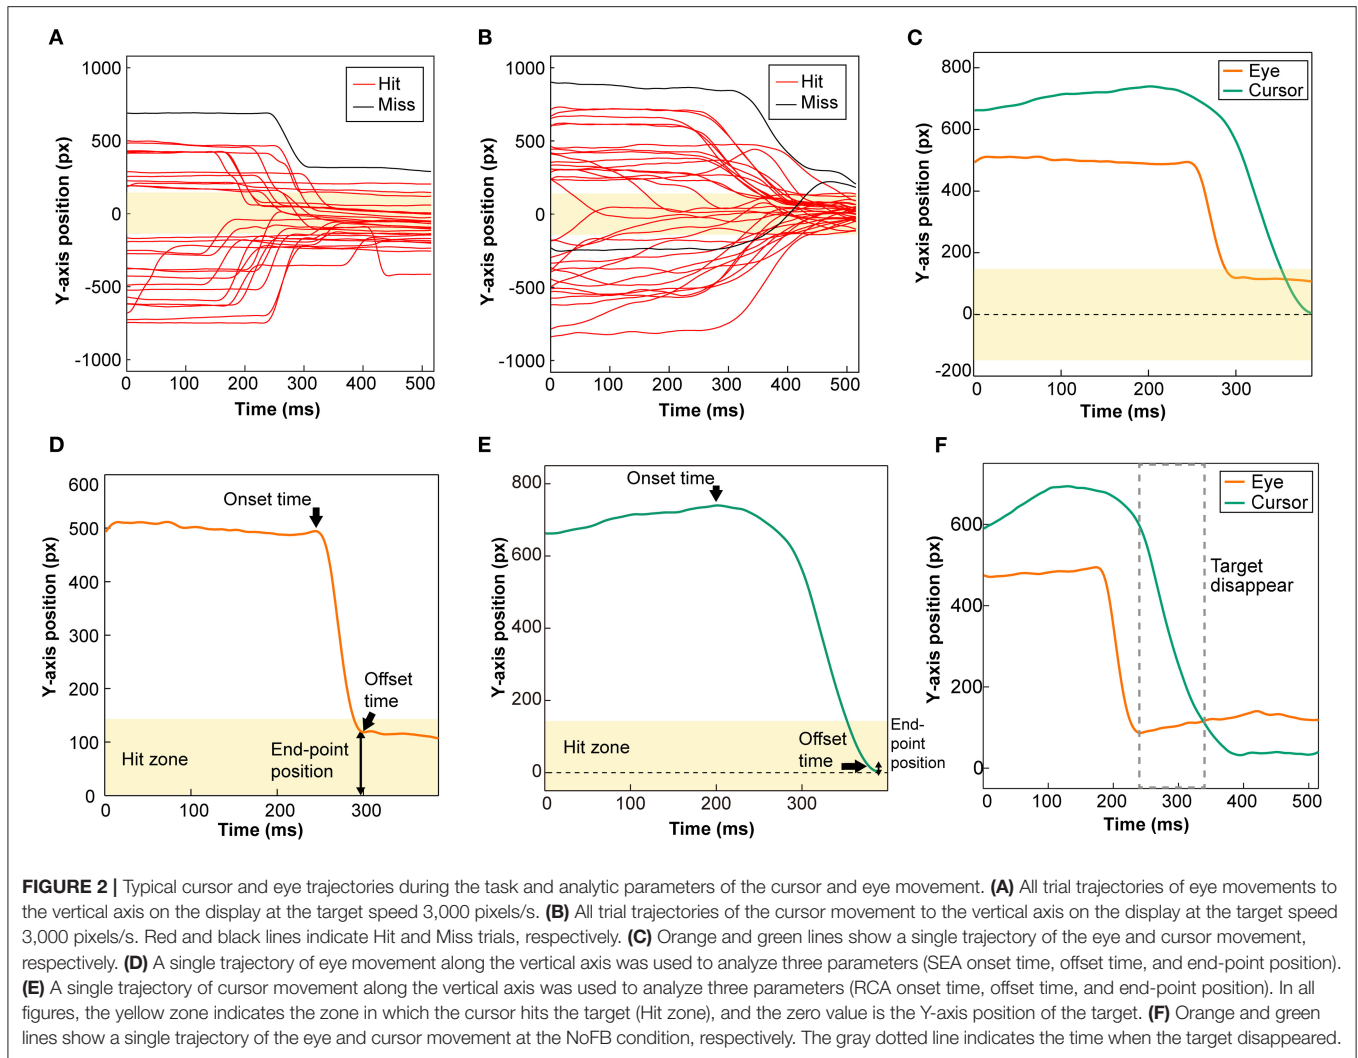 A
1000
500
0
-500
-1000
Y-axis position (px)
Hit
Miss
0 100 200 300 400 500
Time (ms)
B
1000
500
0
-500
-1000
Y-axis position (px)
Hit
Miss
0 100 200 300 400 500
Time (ms)
C
800
600
400
200
0
-200
Y-axis position (px)
Eye
Cursor
0 100 200 300
Time (ms)
D
600
500
400
300
200
100
0
Y-axis position (px)
Onset time
Offset
time
Hit zone
End-point
position
0 100 200 300
Time (ms)
E
800
600
400
200
0
Y-axis position (px)
Onset time
Hit zone
Offset
time
End-
point
position
0 100 200 300
Time (ms)
F
600
400
200
0
Y-axis position (px)
Eye
Cursor
Target
disappear
0 100 200 300 400 500
Time (ms)
FIGURE 2 | Typical cursor and eye trajectories during the task and analytic parameters of the cursor and eye movement. (A) All trial trajectories of eye movements to
the vertical axis on the display at the target speed 3,000 pixels/s. (B) All trial trajectories of the cursor movement to the vertical axis on the display at the target speed
3,000 pixels/s. Red and black lines indicate Hit and Miss trials, respectively. (C) Orange and green lines show a single trajectory of the eye and cursor movement,
respectively. (D) A single trajectory of eye movement along the vertical axis was used to analyze three parameters (SEA onset time, offset time, and end-point position).
(E) A single trajectory of cursor movement along the vertical axis was used to analyze three parameters (RCA onset time, offset time, and end-point position). In all
figures, the yellow zone indicates the zone in which the cursor hits the target (Hit zone), and the zero value is the Y-axis position of the target. (F) Orange and green
lines show a single trajectory of the eye and cursor movement at the NoFB condition, respectively. The gray dotted line indicates the time when the target disappeared.